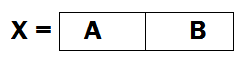 X = A B